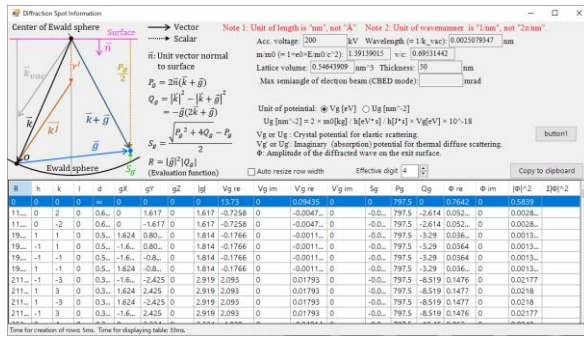 Diffraction Spot Information
Center of Ewald sphere
Surface
→ Vector
⇢ Scalar
Note 1: Unit of length is "nm", not "Å". Note 2: Unit of wavenumner is "1/nm", not "2π/nm".
Acc. voltage: 200 kV Wavelength (= 1/k_vac): 0.0025079347 nm
m/m0 (= 1+e0×E/m0/c^2): 1.39139015 v/c: 0.69531442
Lattice volume: 0.54643909 nm^3 Thickness: 50 nm
Max semiangle of electron beam (CBED mode): mrad
n: Unit vector normal
to surface
P_g = 2n(k + g)
Q_g = |k|^2 − |k + g|^2
= −g(2k + g)
S_g = (√(P_g^2 + 4Q_g) − P_g) / 2
R = |g|^2|Q_g|
(Evaluation function)
k_vac
r^j
P_g/2
n
k
k^j
k + g
g
S_g
O
Ewald sphere
Unit of poteintial: Vg [eV] Ug [nm^-2]
Ug [nm^-2] = 2 × m0[kg] / h[eV*s] / h[J*s] × Vg[eV] × 10^-18
Vg or Ug : Crystal potential for elastic scattering.
Vg' or Ug': Imaginary (absorption) potential for thermal diffuse scattering.
Φ: Amplitude of the diffracted wave on the exit surface.
button1
Auto resize row width Effective digit 4 Copy to clipboard
R h k l d gX gY gZ |g| Vg re Vg im V'g re V'g im Sg Pg Qg Φ re Φ im |Φ|^2 Σ|Φ|^2
0 0 0 0 ∞ 0 0 0 0 13.73 0 0.09435 0 0 797.5 0 0.7642 0 0.5839
11... 0 2 0 0.6... 0 1.617 0 1.617 -0.7258 0 -0.0047... 0 -0.0... 797.5 -2.614 0.052... 0 0.0028...
11... 0 -2 0 0.6... 0 -1.617 0 1.617 -0.7258 0 -0.0047... 0 -0.0... 797.5 -2.614 0.052... 0 0.0028...
19... 1 1 0 0.5... 1.624 0.80... 0 1.814 -0.1766 0 -0.0011... 0 -0.0... 797.5 -3.29 0.036... 0 0.0013...
19... -1 1 0 0.5... -1.6... 0.80... 0 1.814 -0.1766 0 -0.0011... 0 -0.0... 797.5 -3.29 0.0364 0 0.0013...
19... -1 -1 0 0.5... -1.6... -0.8... 0 1.814 -0.1766 0 -0.0011... 0 -0.0... 797.5 -3.29 0.0364 0 0.0013...
19... 1 -1 0 0.5... 1.624 -0.8... 0 1.814 -0.1766 0 -0.0011... 0 -0.0... 797.5 -3.29 0.036... 0 0.0013...
211... 1 -3 0 0.3... 1.624 -2.425 0 2.919 2.093 0 0.01793 0 -0.0... 797.5 -8.519 0.1476 0 0.02177
211... 1 3 0 0.3... 1.624 2.425 0 2.919 2.093 0 0.01793 0 -0.0... 797.5 -8.519 0.1477 0 0.0218
211... -1 -3 0 0.3... -1.6... -2.425 0 2.919 2.093 0 0.01793 0 -0.0... 797.5 -8.519 0.1477 0 0.0218
211... -1 3 0 0.3... -1.6... 2.425 0 2.919 2.093 0 0.01793 0 -0.0... 797.5 -8.519 0.1476 0 0.02177
Time for creation of rows: 5ms. Time for displaying table: 33ms.